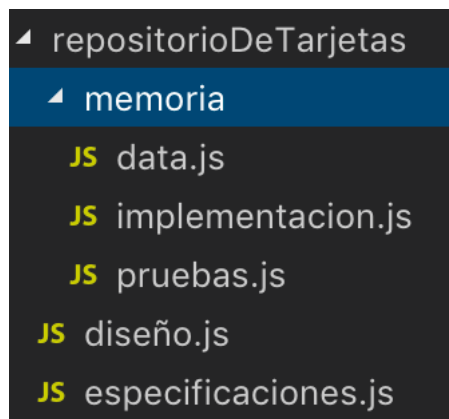 repositorioDeTarjetas
memoria
JS data.js
JS implementacion.js
JS pruebas.js
JS diseño.js
JS especificaciones.js